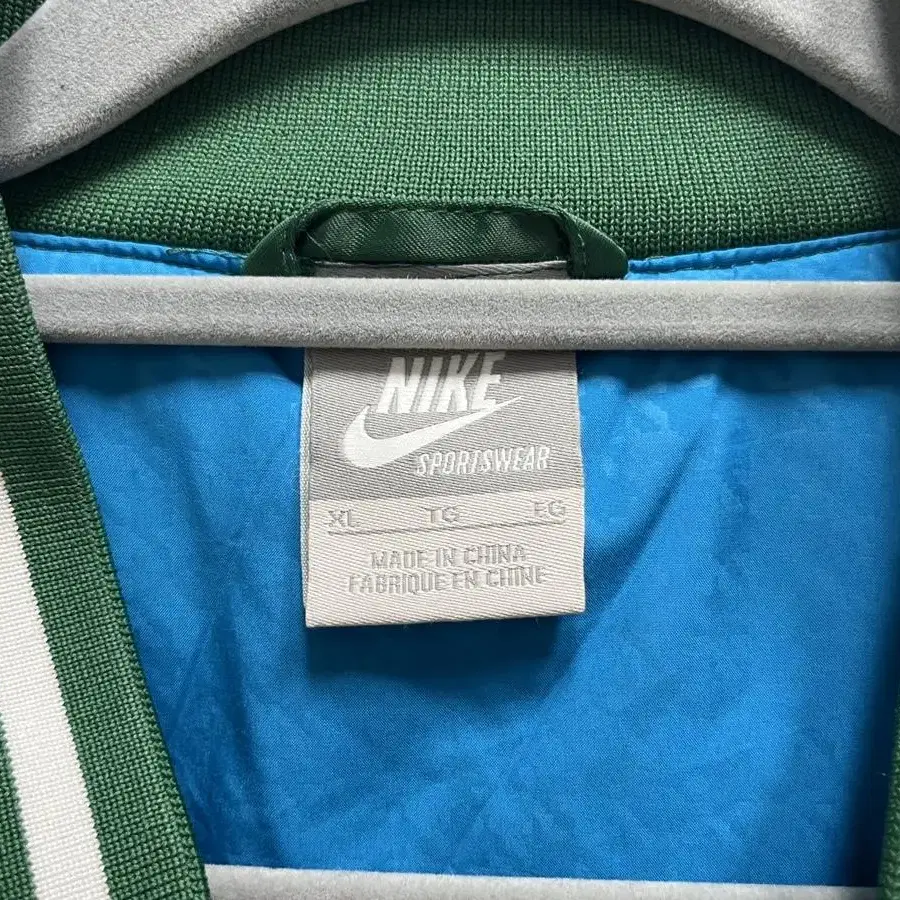 NIKE
SPORTSWEAR
XL TG EG
MADE IN CHINA
FABRIQUE EN CHINE